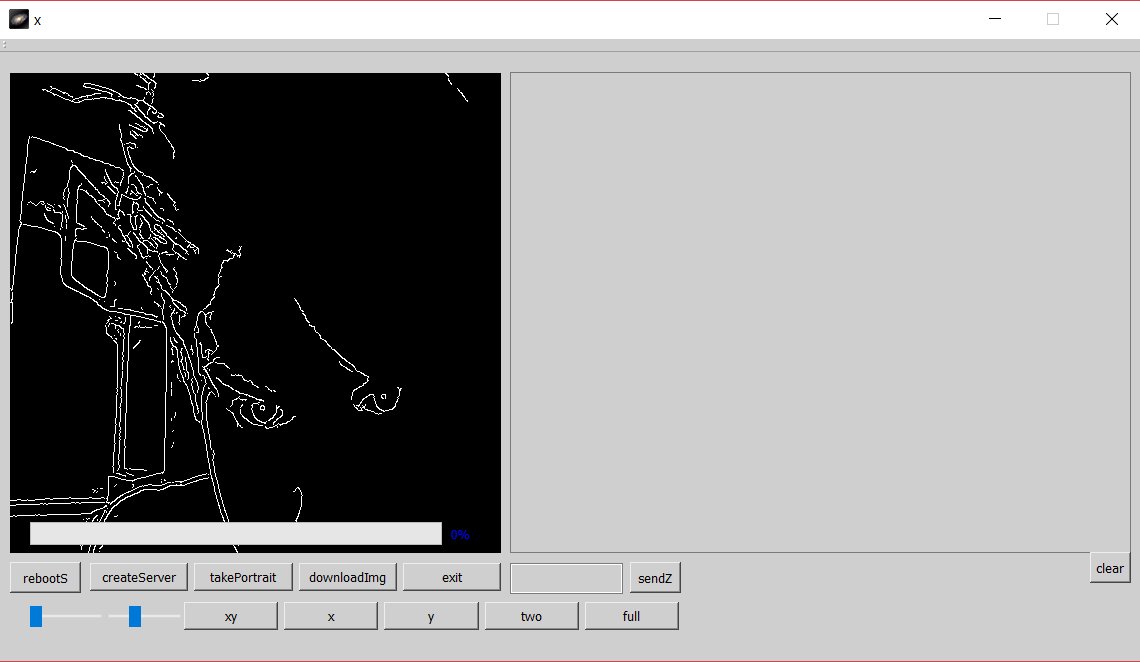 x
0%
clear
rebootS createServer takePortrait downloadImg exit sendZ
xy x y two full